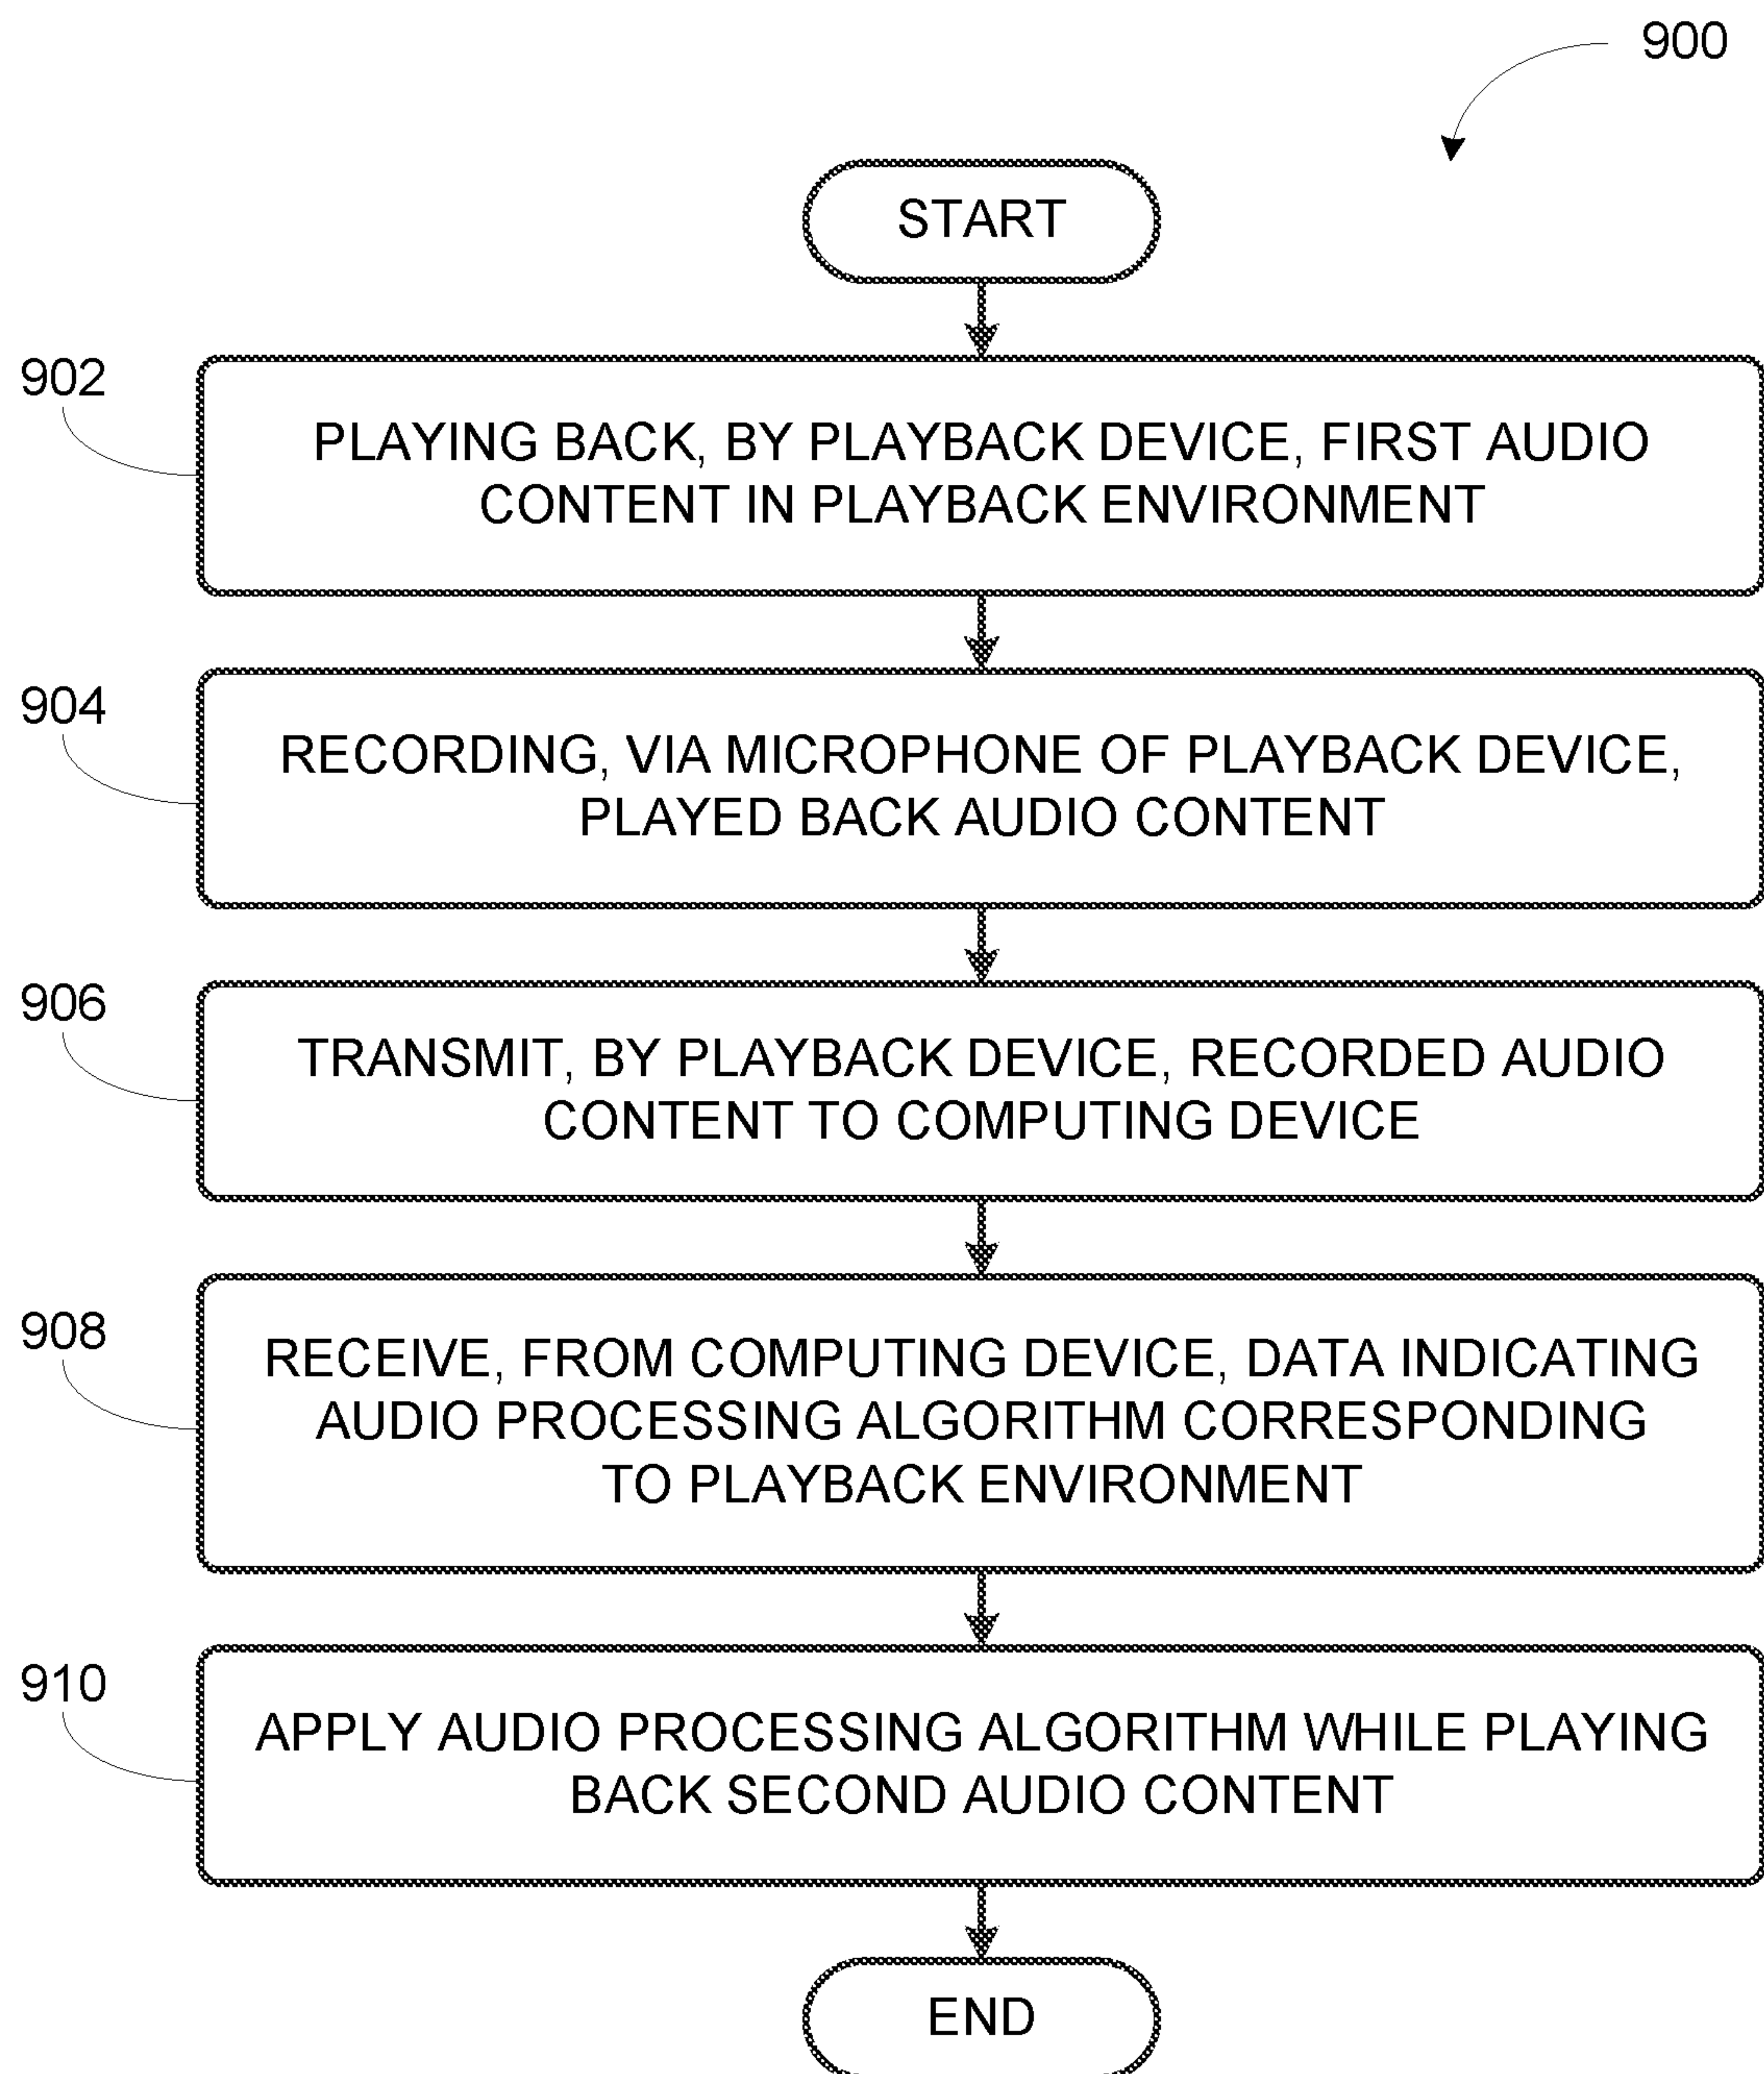 900
START
902
PLAYING BACK, BY PLAYBACK DEVICE, FIRST AUDIO
CONTENT IN PLAYBACK ENVIRONMENT
904
RECORDING, VIA MICROPHONE OF PLAYBACK DEVICE,
PLAYED BACK AUDIO CONTENT
906
TRANSMIT, BY PLAYBACK DEVICE, RECORDED AUDIO
CONTENT TO COMPUTING DEVICE
908
RECEIVE, FROM COMPUTING DEVICE, DATA INDICATING
AUDIO PROCESSING ALGORITHM CORRESPONDING
TO PLAYBACK ENVIRONMENT
910
APPLY AUDIO PROCESSING ALGORITHM WHILE PLAYING
BACK SECOND AUDIO CONTENT
END